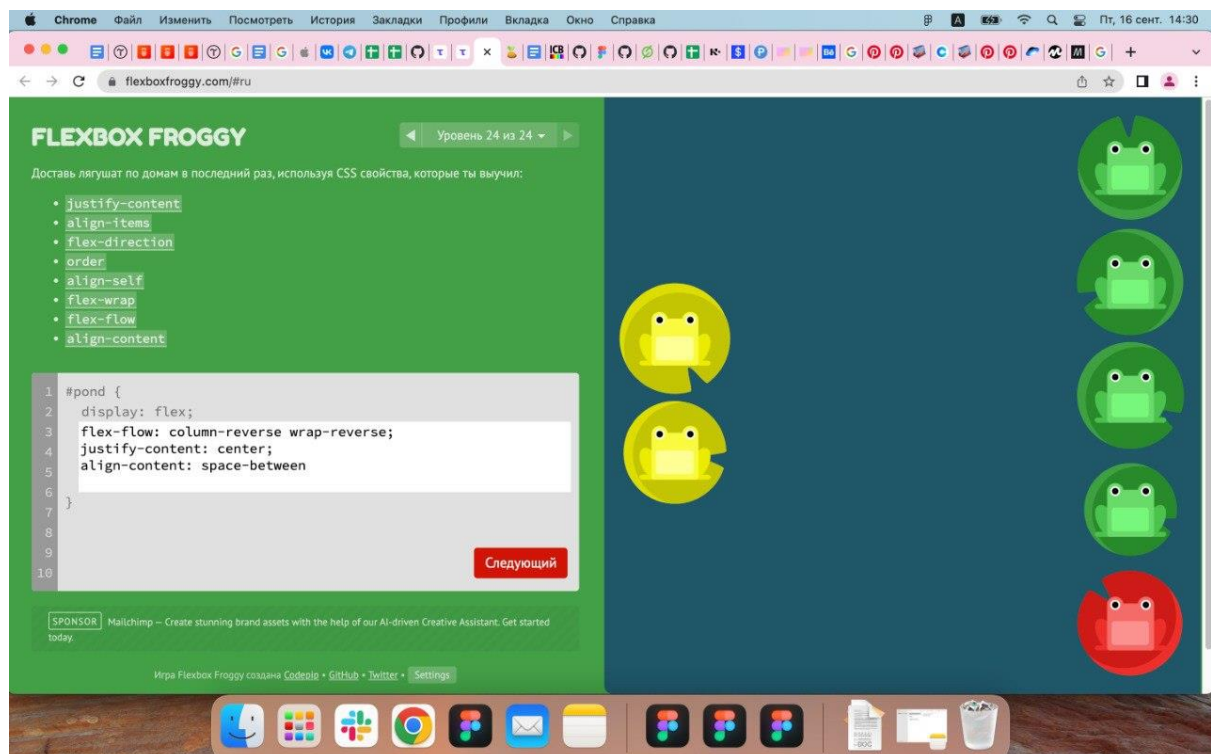 Chrome Файл Изменить Посмотреть История Закладки Профили Вкладка Окно Справка
Пт, 16 сент. 14:30
flexboxfroggy.com/#ru
FLEXBOX FROGGY
Уровень 24 из 24
Доставь лягушат по домам в последний раз, используя CSS свойства, которые ты выучил:
justify-content
align-items
flex-direction
order
align-self
flex-wrap
flex-flow
align-content
1 #pond {
2 display: flex;
3 flex-flow: column-reverse wrap-reverse;
4 justify-content: center;
5 align-content: space-between
6
7 }
8
9
10
Следующий
SPONSOR Mailchimp — Create stunning brand assets with the help of our AI-driven Creative Assistant. Get started
today.
Игра Flexbox Froggy создана Codepip • GitHub • Twitter • Settings